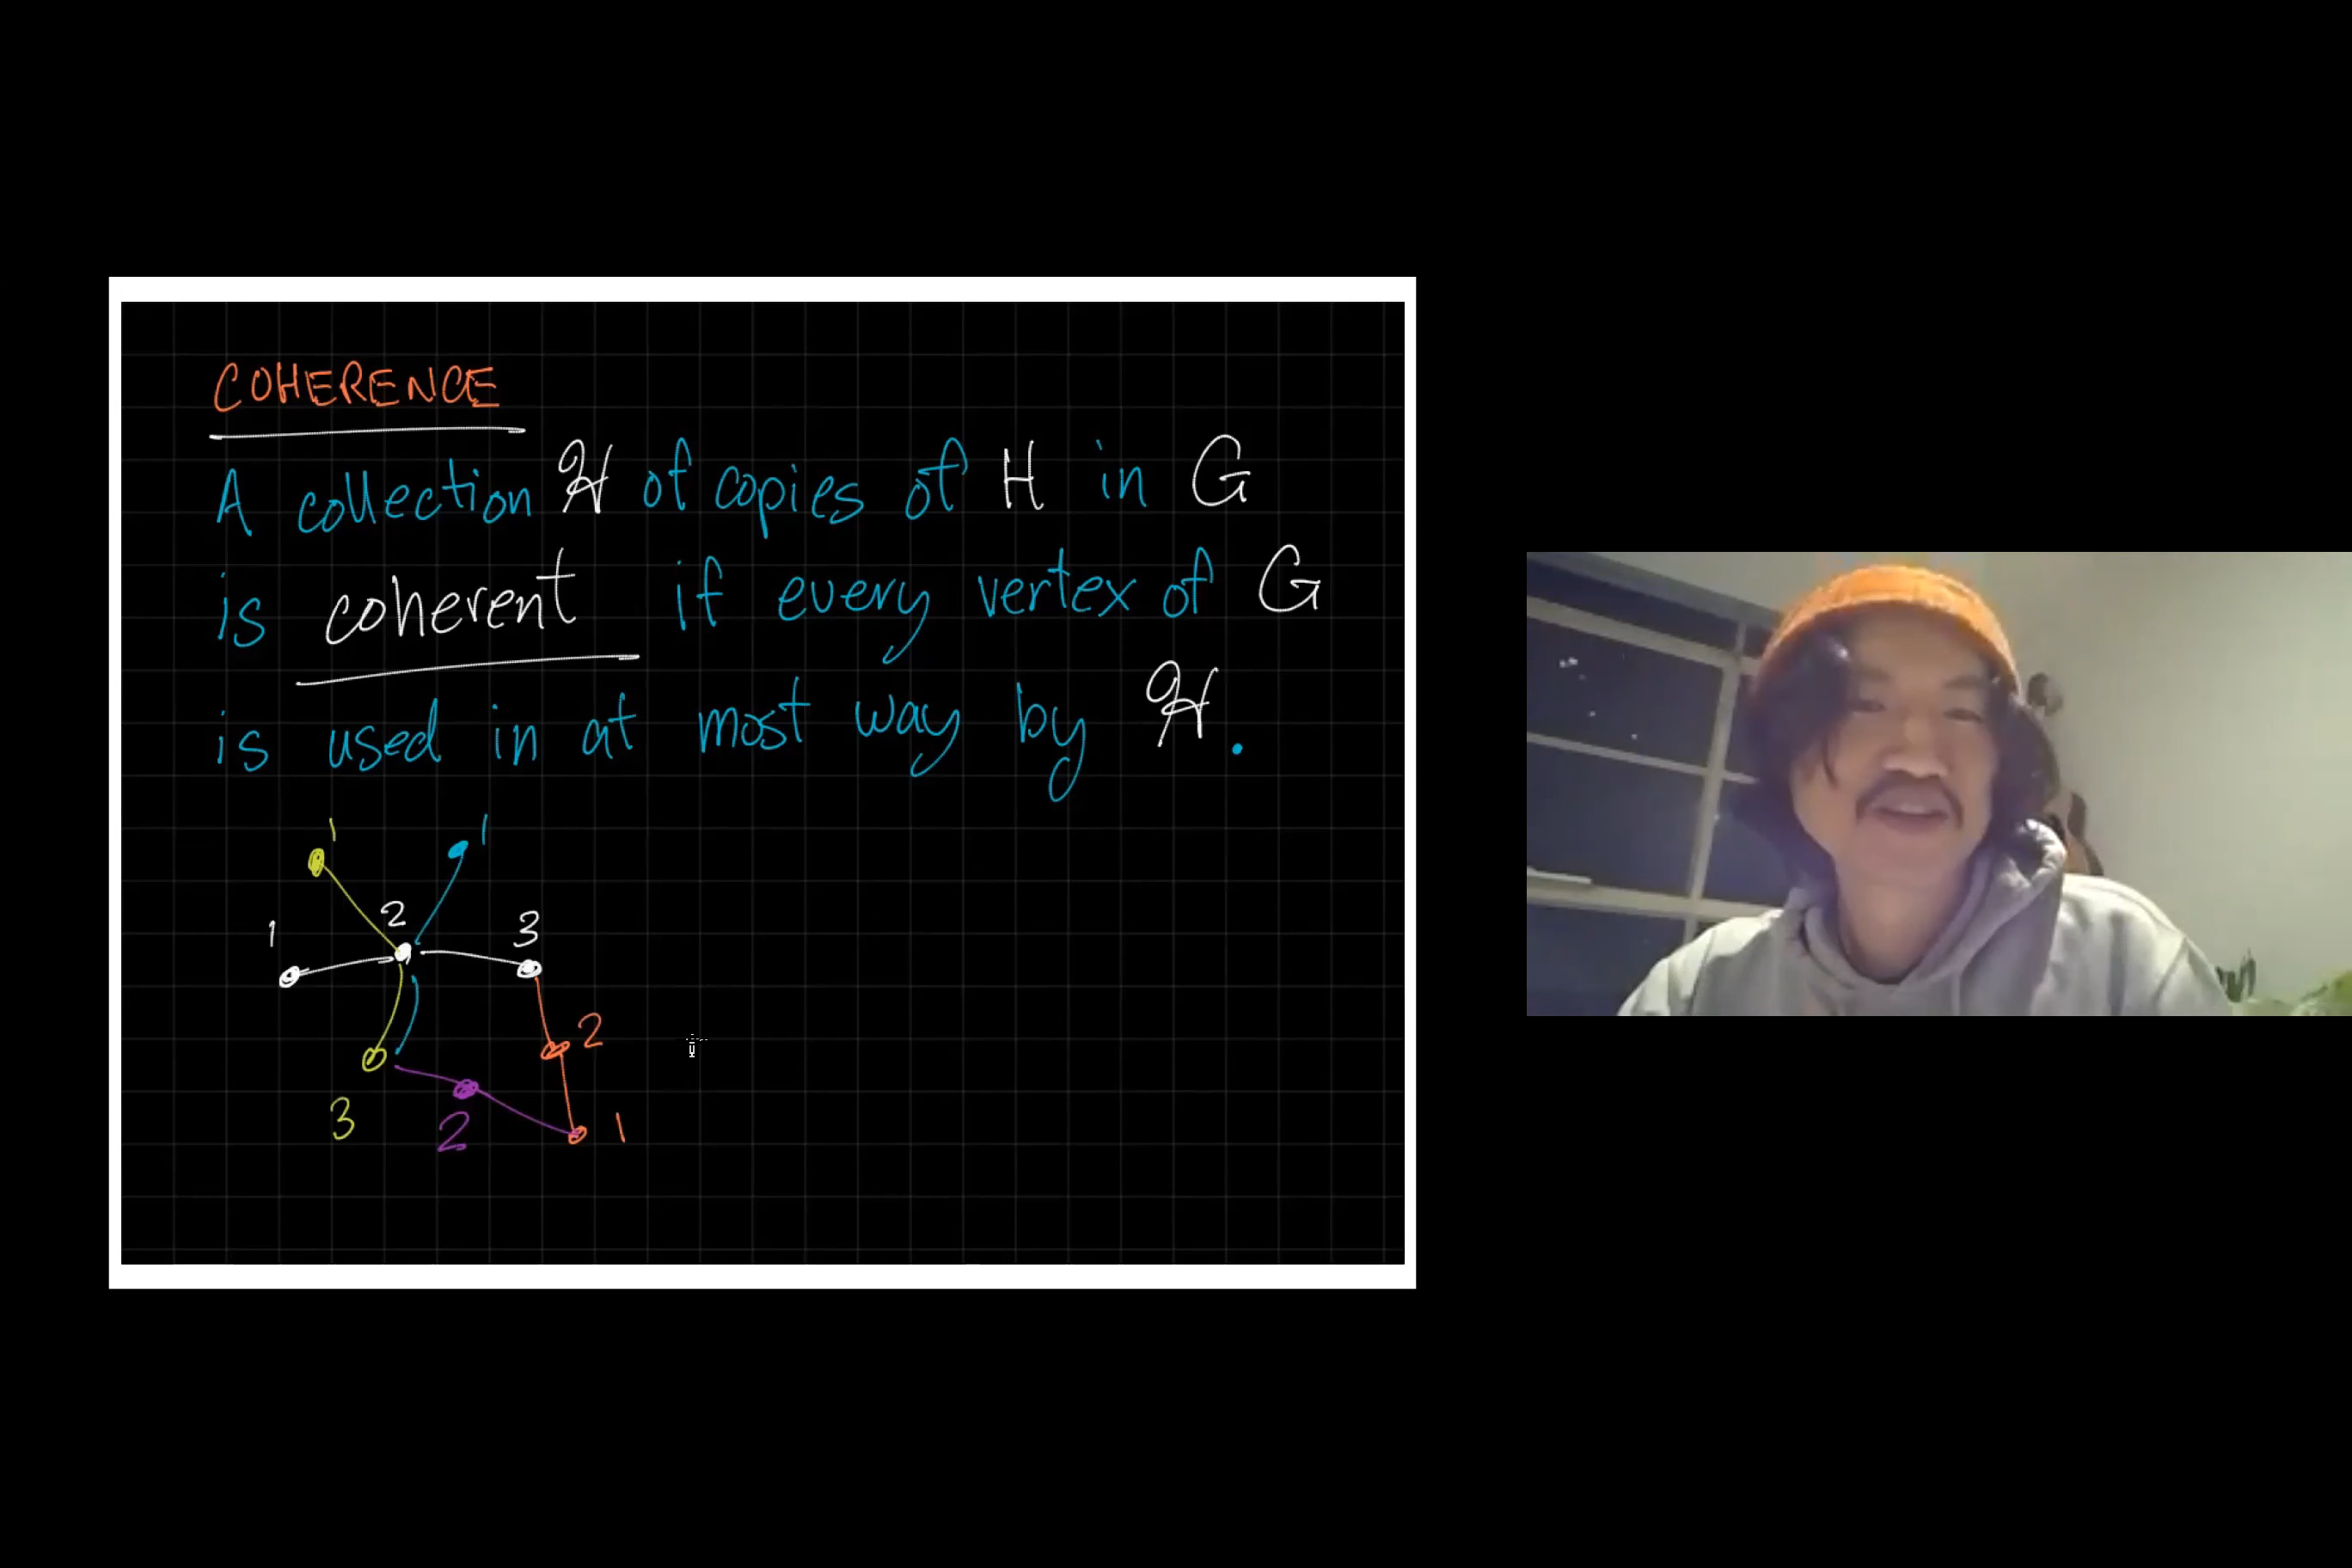 COHERENCE
A collection ℋ of copies of H in G
is coherent if every vertex of G
is used in at most way by ℋ.
1 1
1 2 3
2
3 2 1